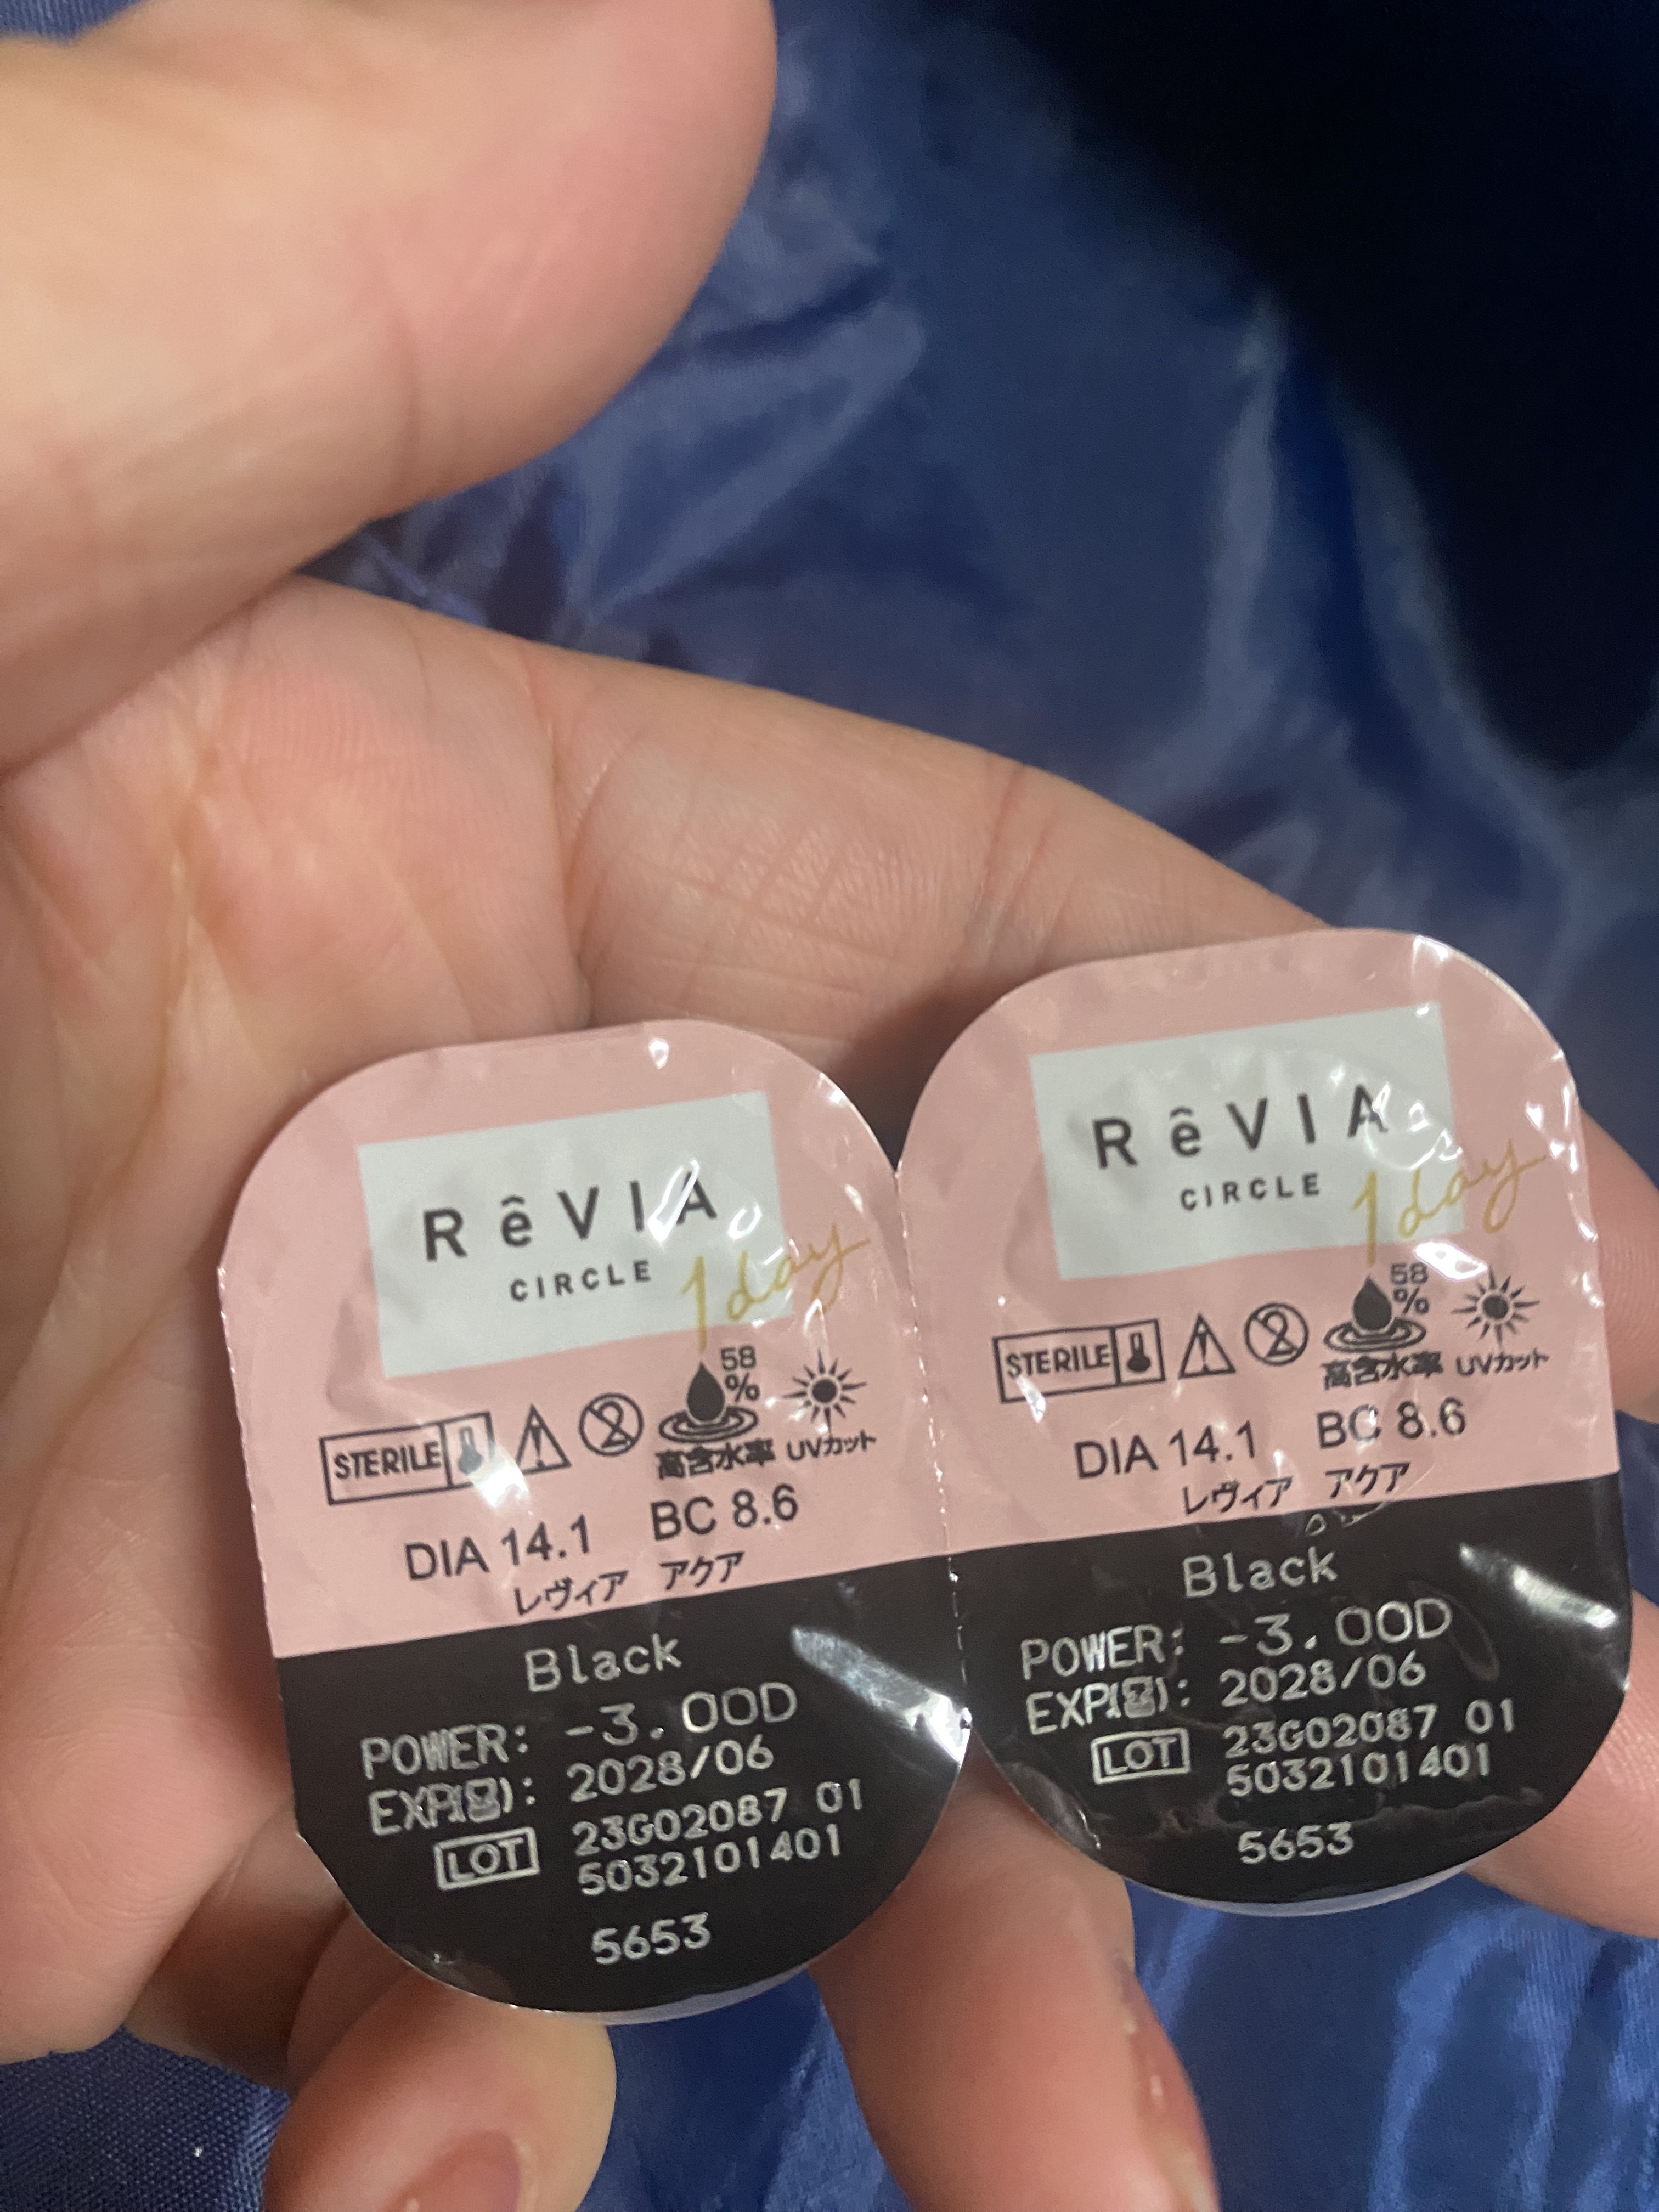 RêVIA
CIRCLE 1day
58
%
STERILE
高含水率 UVカット
DIA 14.1 BC 8.6
レヴィア アクア
Black
POWER: -3.00D
EXP(): 2028/06
LOT 23G02087 01
5032101401
5653
RêVIA
CIRCLE 1day
58
%
STERILE
高含水率 UVカット
DIA 14.1 BC 8.6
レヴィア アクア
Black
POWER: -3.00D
EXP(): 2028/06
LOT 23G02087 01
5032101401
5653